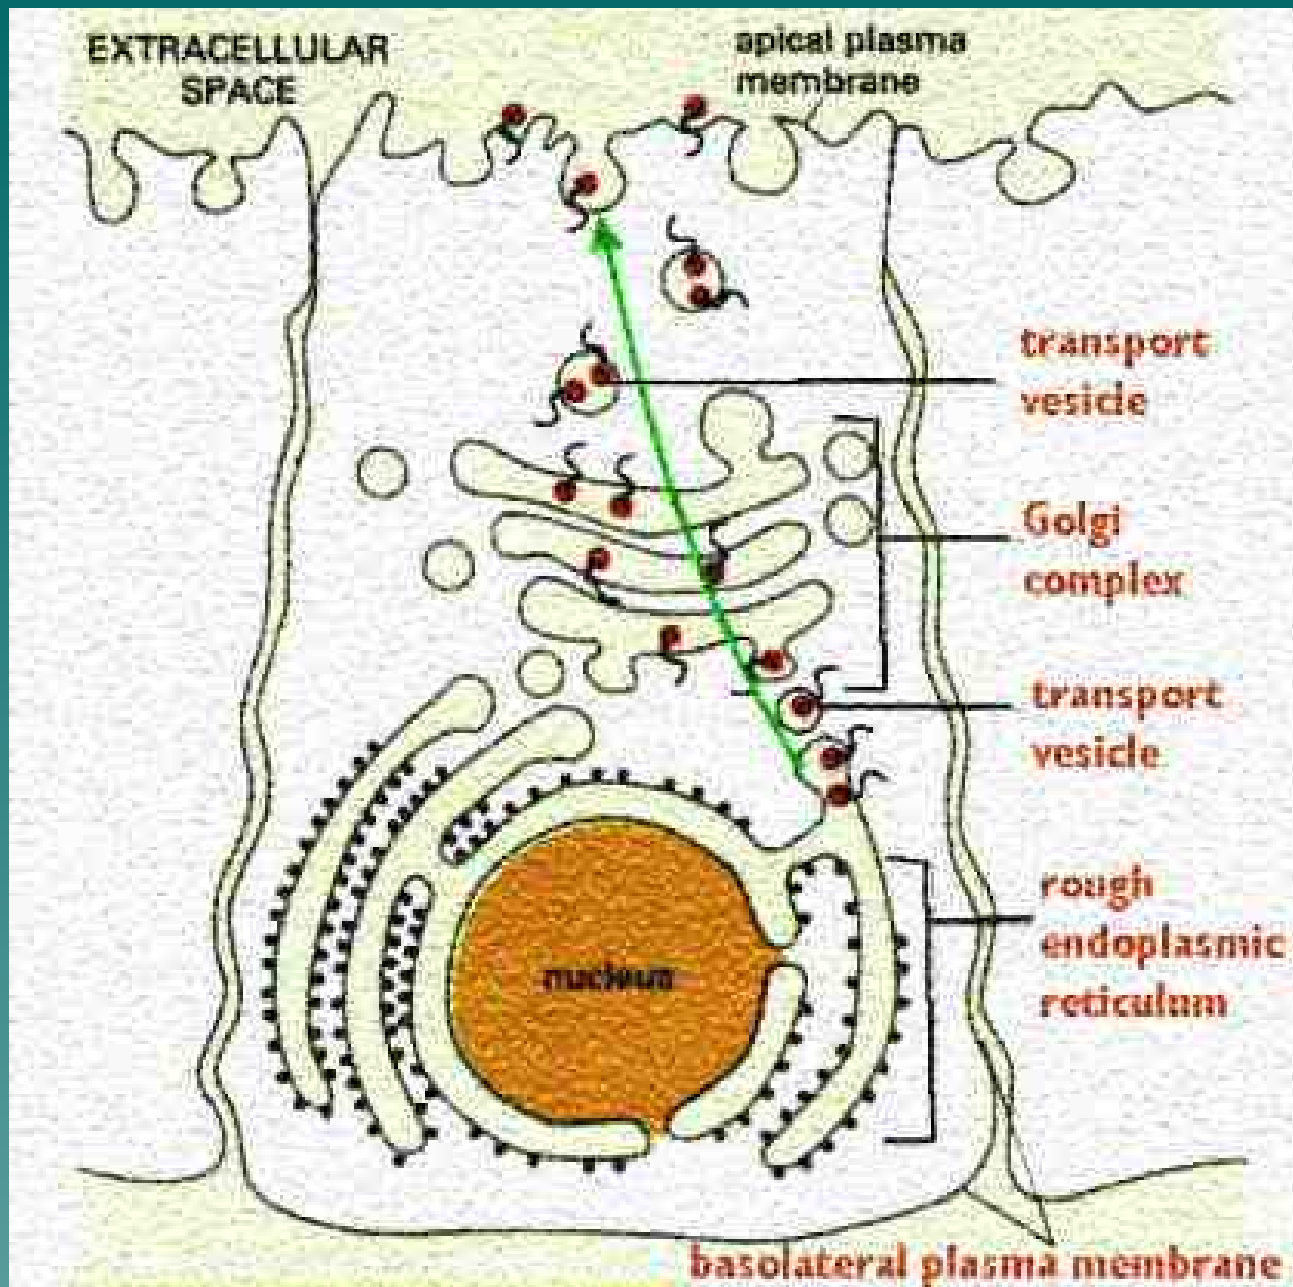 EXTRACELLULAR
SPACE
apical plasma
membrane
transport
vesicle
Golgi
complex
transport
vesicle
nucleus
rough
endoplasmic
reticulum
basolateral plasma membrane